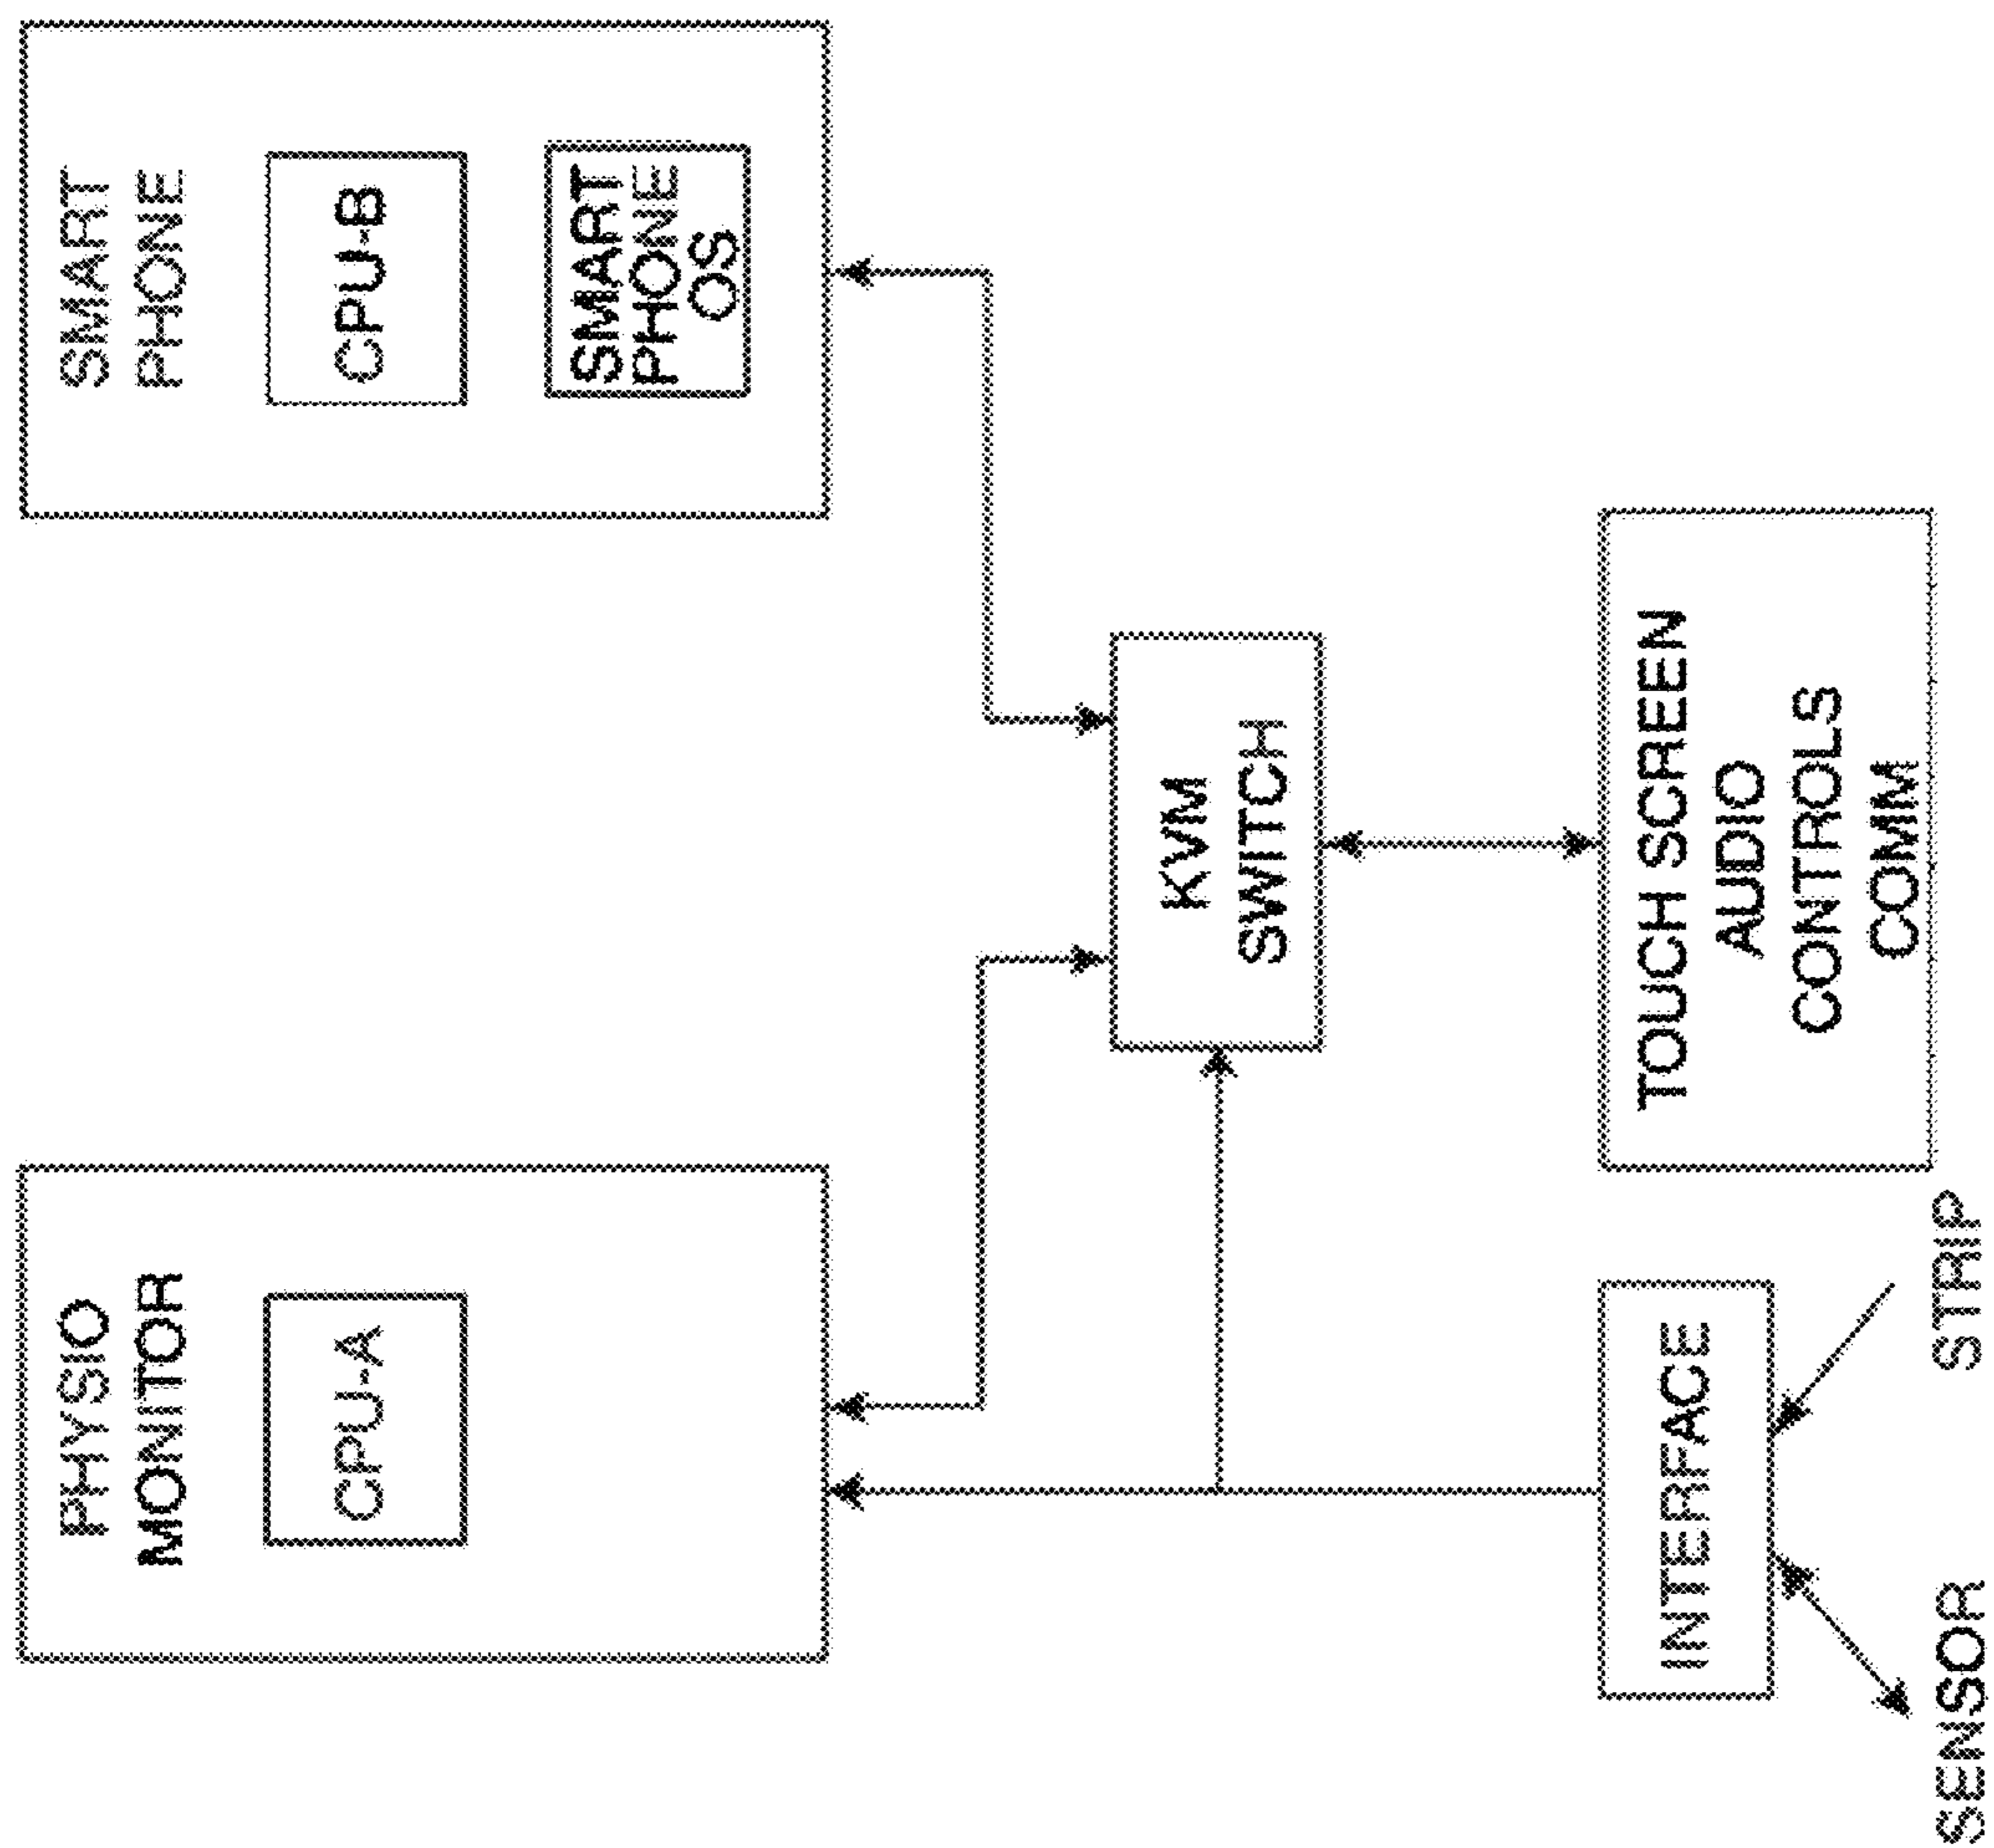 PHYSIO
MONITOR
CPU-A
SMART
PHONE
CPU-B
SMART
PHONE
OS
KVM
SWITCH
INTERFACE
TOUCH SCREEN
AUDIO
CONTROLS
COMM
SENSOR
STRIP